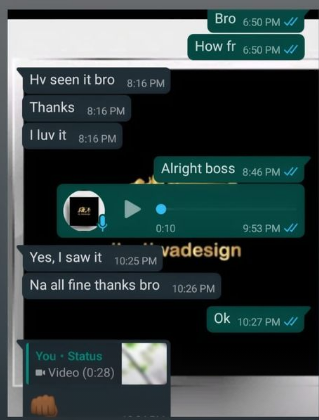 Bro 6:50 PM
How fr 6:50 PM
Hv seen it bro 8:16 PM
Thanks 8:16 PM
I luv it 8:16 PM
Alright boss 8:46 PM
0:10 9:53 PM
vadesign
Yes, I saw it 10:25 PM
Na all fine thanks bro 10:26 PM
Ok 10:27 PM
You • Status
Video (0:28)